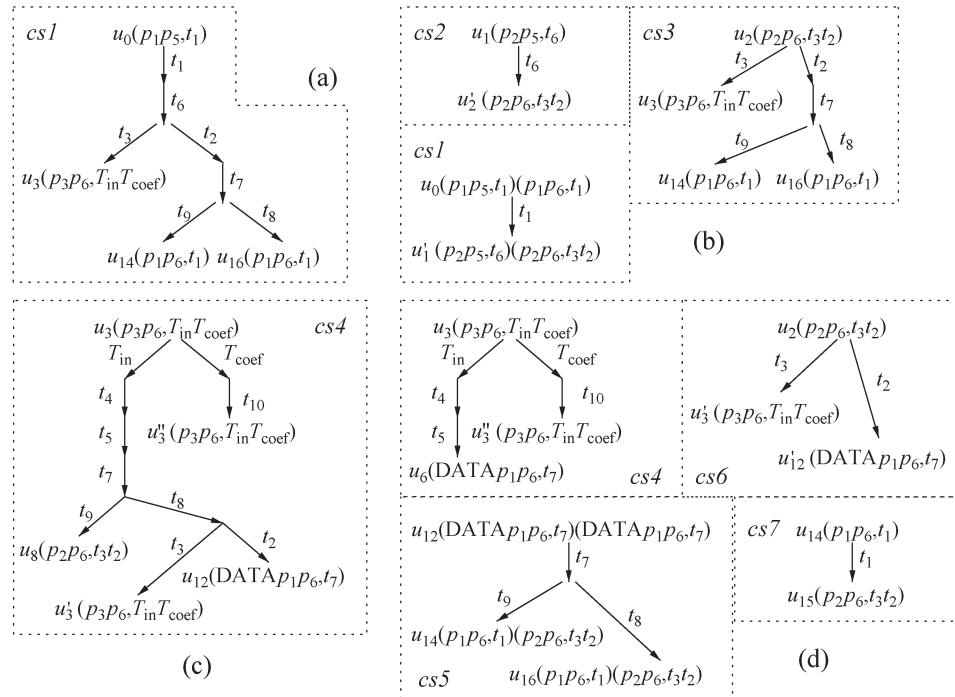 cs1
u0(p1p5,t1)
t1
(a)
t6
t3
t2
u3(p3p6,TinTcoef)
t7
t9
t8
u14(p1p6,t1)
u16(p1p6,t1)
cs2
u1(p2p5,t6)
t6
u'2(p2p6,t3t2)
cs1
u0(p1p5,t1)(p1p6,t1)
t1
u'1(p2p5,t6)(p2p6,t3t2)
cs3
u2(p2p6,t3t2)
t3
t2
u3(p3p6,TinTcoef)
t7
t9
t8
u14(p1p6,t1)
u16(p1p6,t1)
(b)
cs4
u3(p3p6,TinTcoef)
Tin
Tcoef
t4
t10
t5
u''3(p3p6,TinTcoef)
t7
t8
t9
t3
t2
u8(p2p6,t3t2)
u12(DATAp1p6,t7)
u'3(p3p6,TinTcoef)
(c)
u3(p3p6,TinTcoef)
Tin
Tcoef
t4
t10
t5
u''3(p3p6,TinTcoef)
u6(DATAp1p6,t7)
cs4
u2(p2p6,t3t2)
t3
t2
u'3(p3p6,TinTcoef)
u'12(DATAp1p6,t7)
cs6
u12(DATAp1p6,t7)(DATAp1p6,t7)
t7
t9
t8
u14(p1p6,t1)(p2p6,t3t2)
u16(p1p6,t1)(p2p6,t3t2)
cs5
cs7
u14(p1p6,t1)
t1
u15(p2p6,t3t2)
(d)